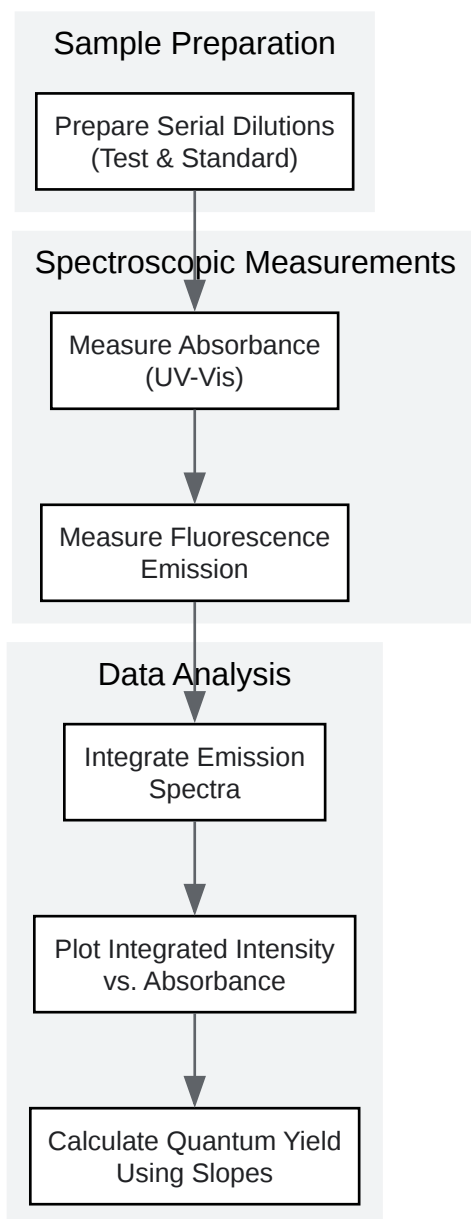 Sample Preparation
Prepare Serial Dilutions
(Test & Standard)
Spectroscopic Measurements
Measure Absorbance
(UV-Vis)
Measure Fluorescence
Emission
Data Analysis
Integrate Emission
Spectra
Plot Integrated Intensity
vs. Absorbance
Calculate Quantum Yield
Using Slopes